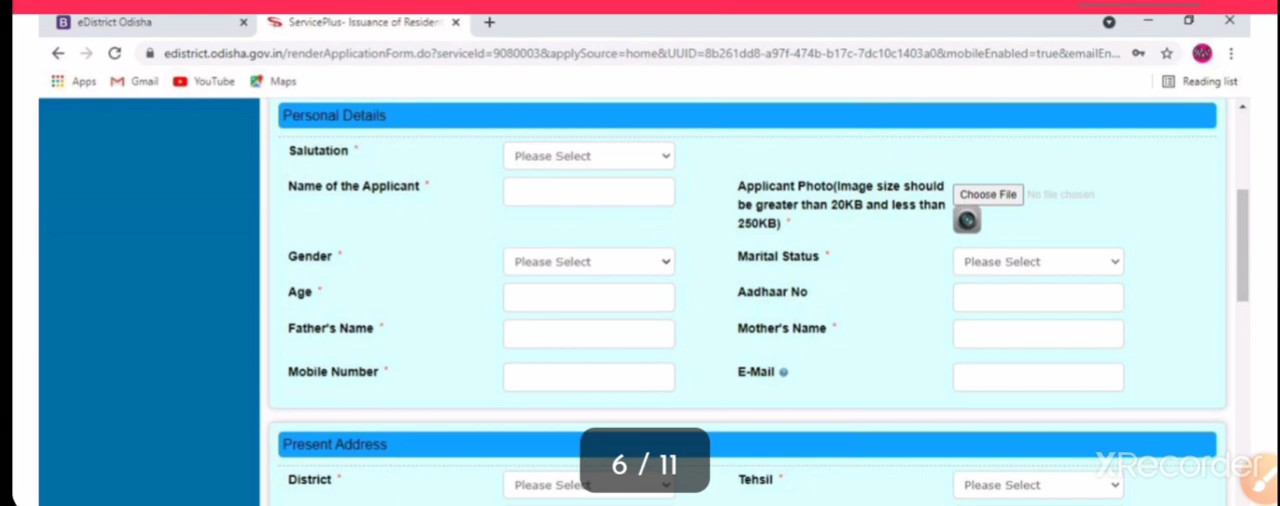 eDistrict Odisha
ServicePlus- Issuance of Resident
edistrict.odisha.gov.in/renderApplicationForm.do?serviceId=9080003&applySource=home&UUID=8b261dd8-a97f-474b-b17c-7dc10c1403a0&mobileEnabled=true&emailEn...
Apps Gmail YouTube Maps Reading list
Personal Details
Salutation * Please Select
Name of the Applicant *
Applicant Photo(Image size should
be greater than 20KB and less than
250KB) *
Choose File No file chosen
Gender * Please Select Marital Status * Please Select
Age * Aadhaar No
Father's Name * Mother's Name *
Mobile Number * E-Mail
Present Address
6 / 11
District * Please Select Tehsil * Please Select
XRecorder